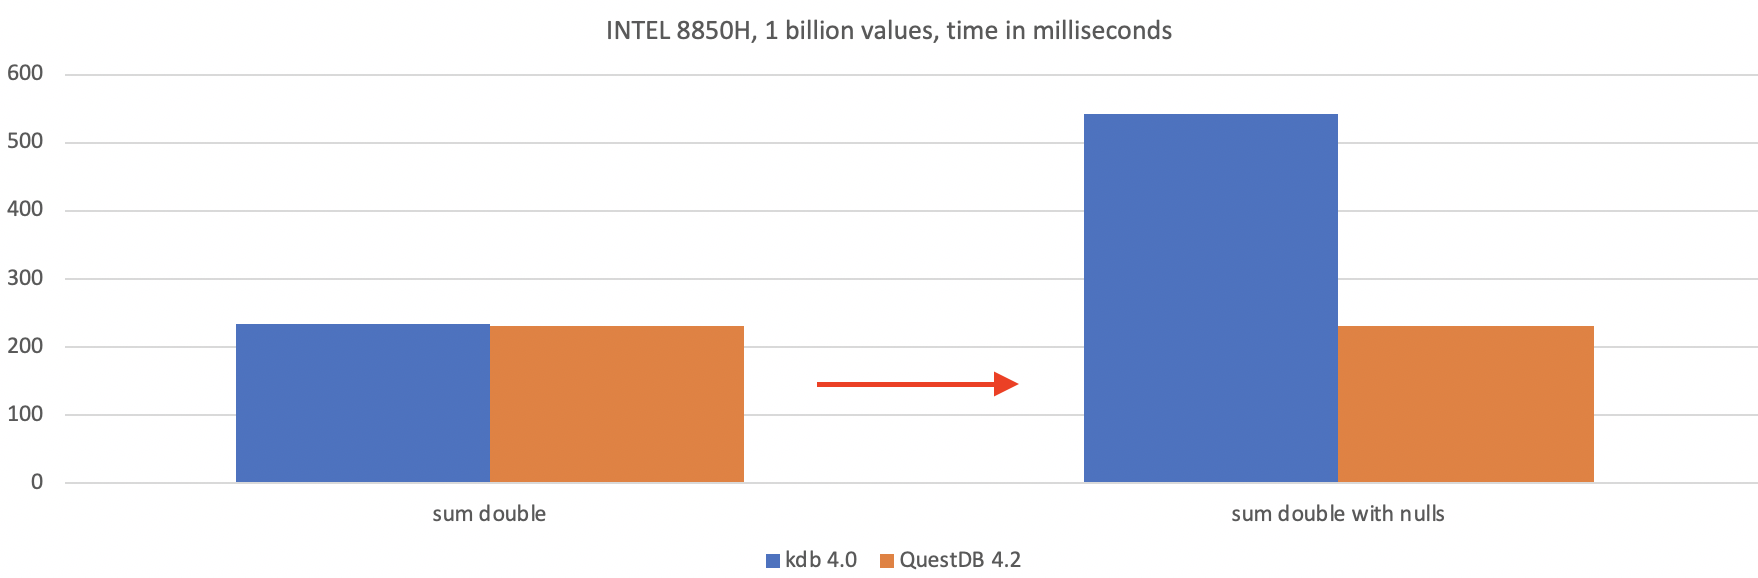 INTEL 8850H, 1 billion values, time in milliseconds
600
500
400
300
200
100
0
sum double
sum double with nulls
kdb 4.0
QuestDB 4.2